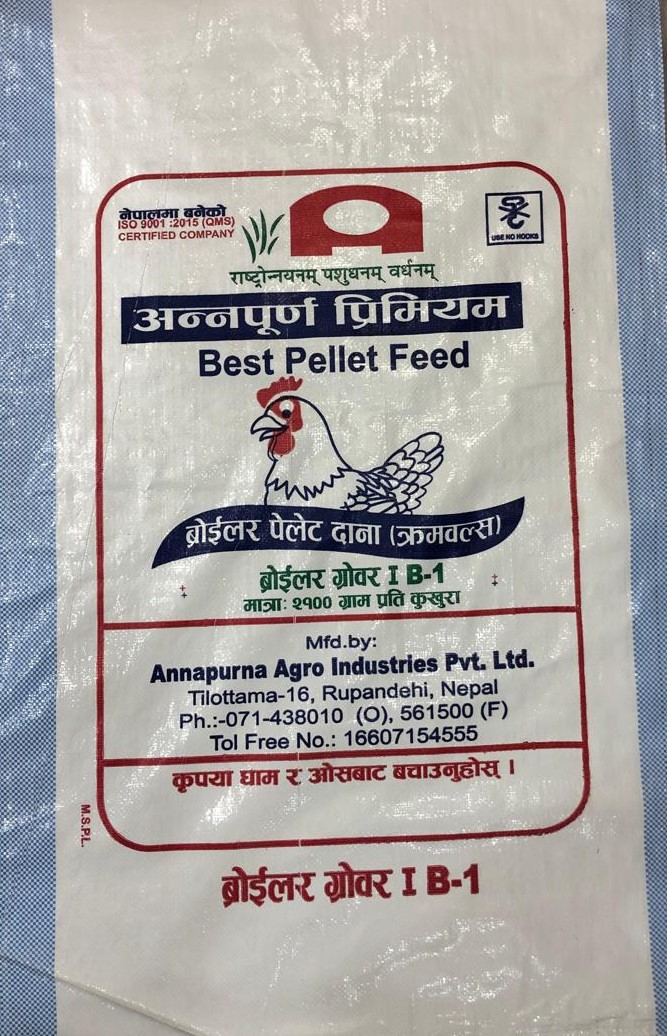 नेपालमा बनेको
ISO 9001 :2015 (QMS)
CERTIFIED COMPANY
USE NO HOOKS
राष्ट्रोन्नयनम् पशुधनम् वर्धनम्
अन्नपूर्ण प्रिमियम
Best Pellet Feed
ब्रोईलर पेलेट दाना (क्रमवल्स)
ब्रोईलर ग्रोवर I B-1
मात्राः २१०० ग्राम प्रति कुखुरा
Mfd.by:
Annapurna Agro Industries Pvt. Ltd.
Tilottama-16, Rupandehi, Nepal
Ph.:-071-438010 (O), 561500 (F)
Tol Free No.: 16607154555
कृपया घाम र ओसबाट बचाउनुहोस् ।
M.S.P.L.
ब्रोईलर ग्रोवर I B-1